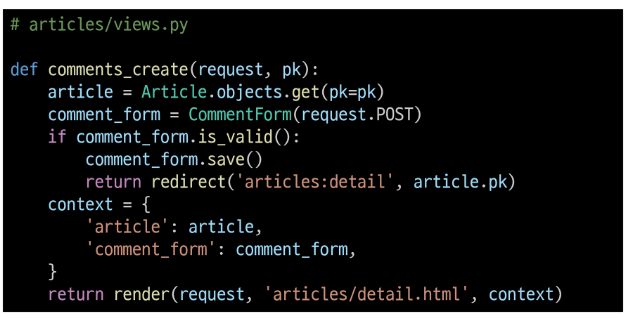 # articles/views.py
def comments_create(request, pk):
    article = Article.objects.get(pk=pk)
    comment_form = CommentForm(request.POST)
    if comment_form.is_valid():
        comment_form.save()
        return redirect('articles:detail', article.pk)
    context = {
        'article': article,
        'comment_form': comment_form,
    }
    return render(request, 'articles/detail.html', context)